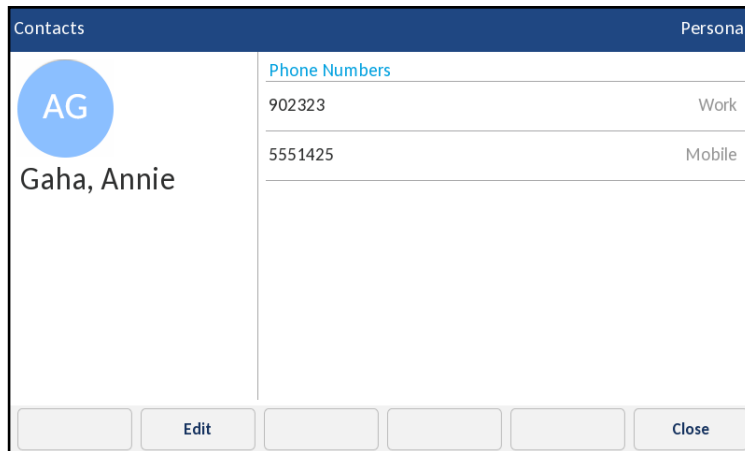 Contacts Persona
AG
Gaha, Annie
Phone Numbers
902323 Work
5551425 Mobile
Edit Close